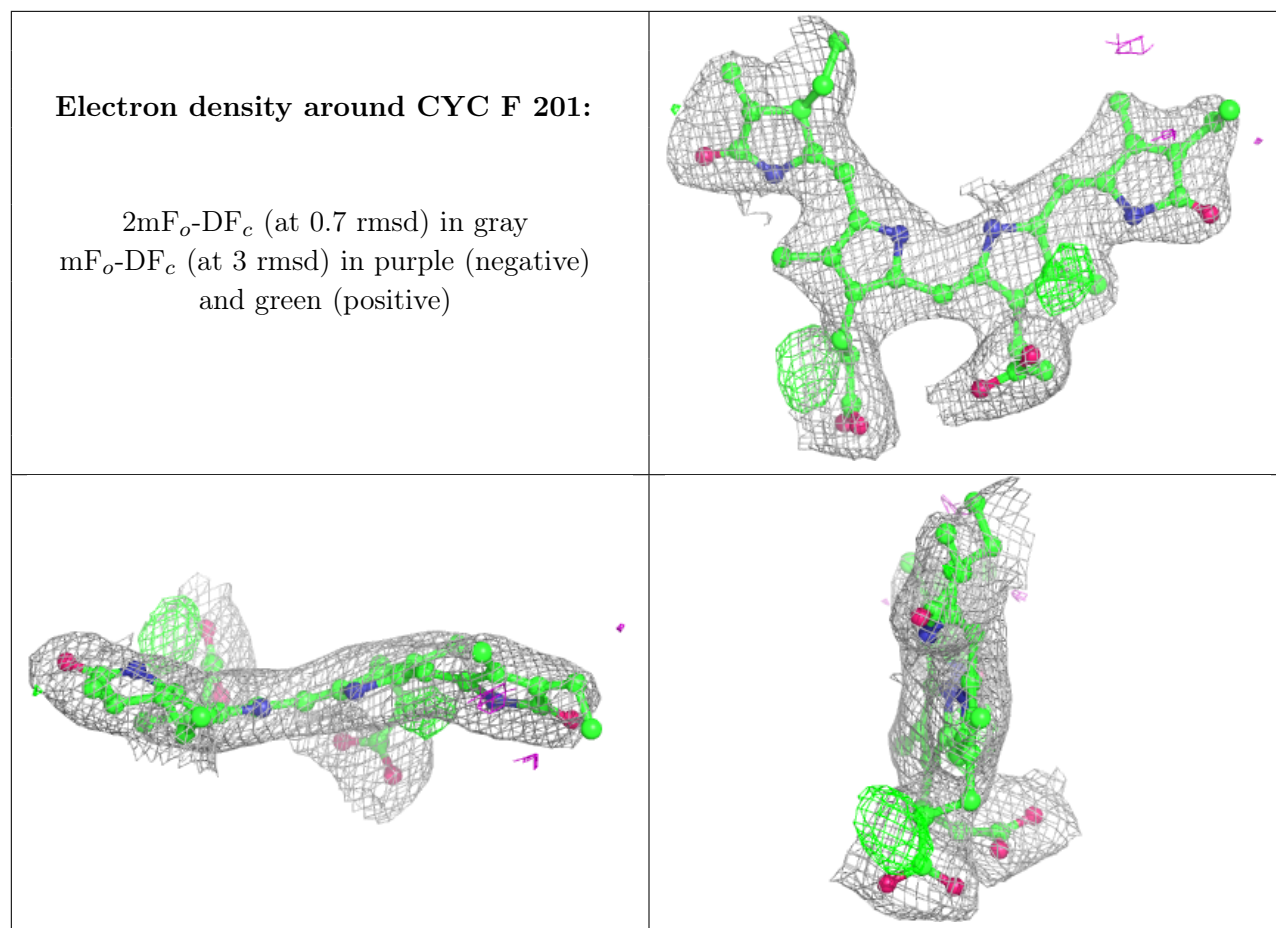 Electron density around CYC F 201:
2mFo-DFc (at 0.7 rmsd) in gray
mFo-DFc (at 3 rmsd) in purple (negative)
and green (positive)